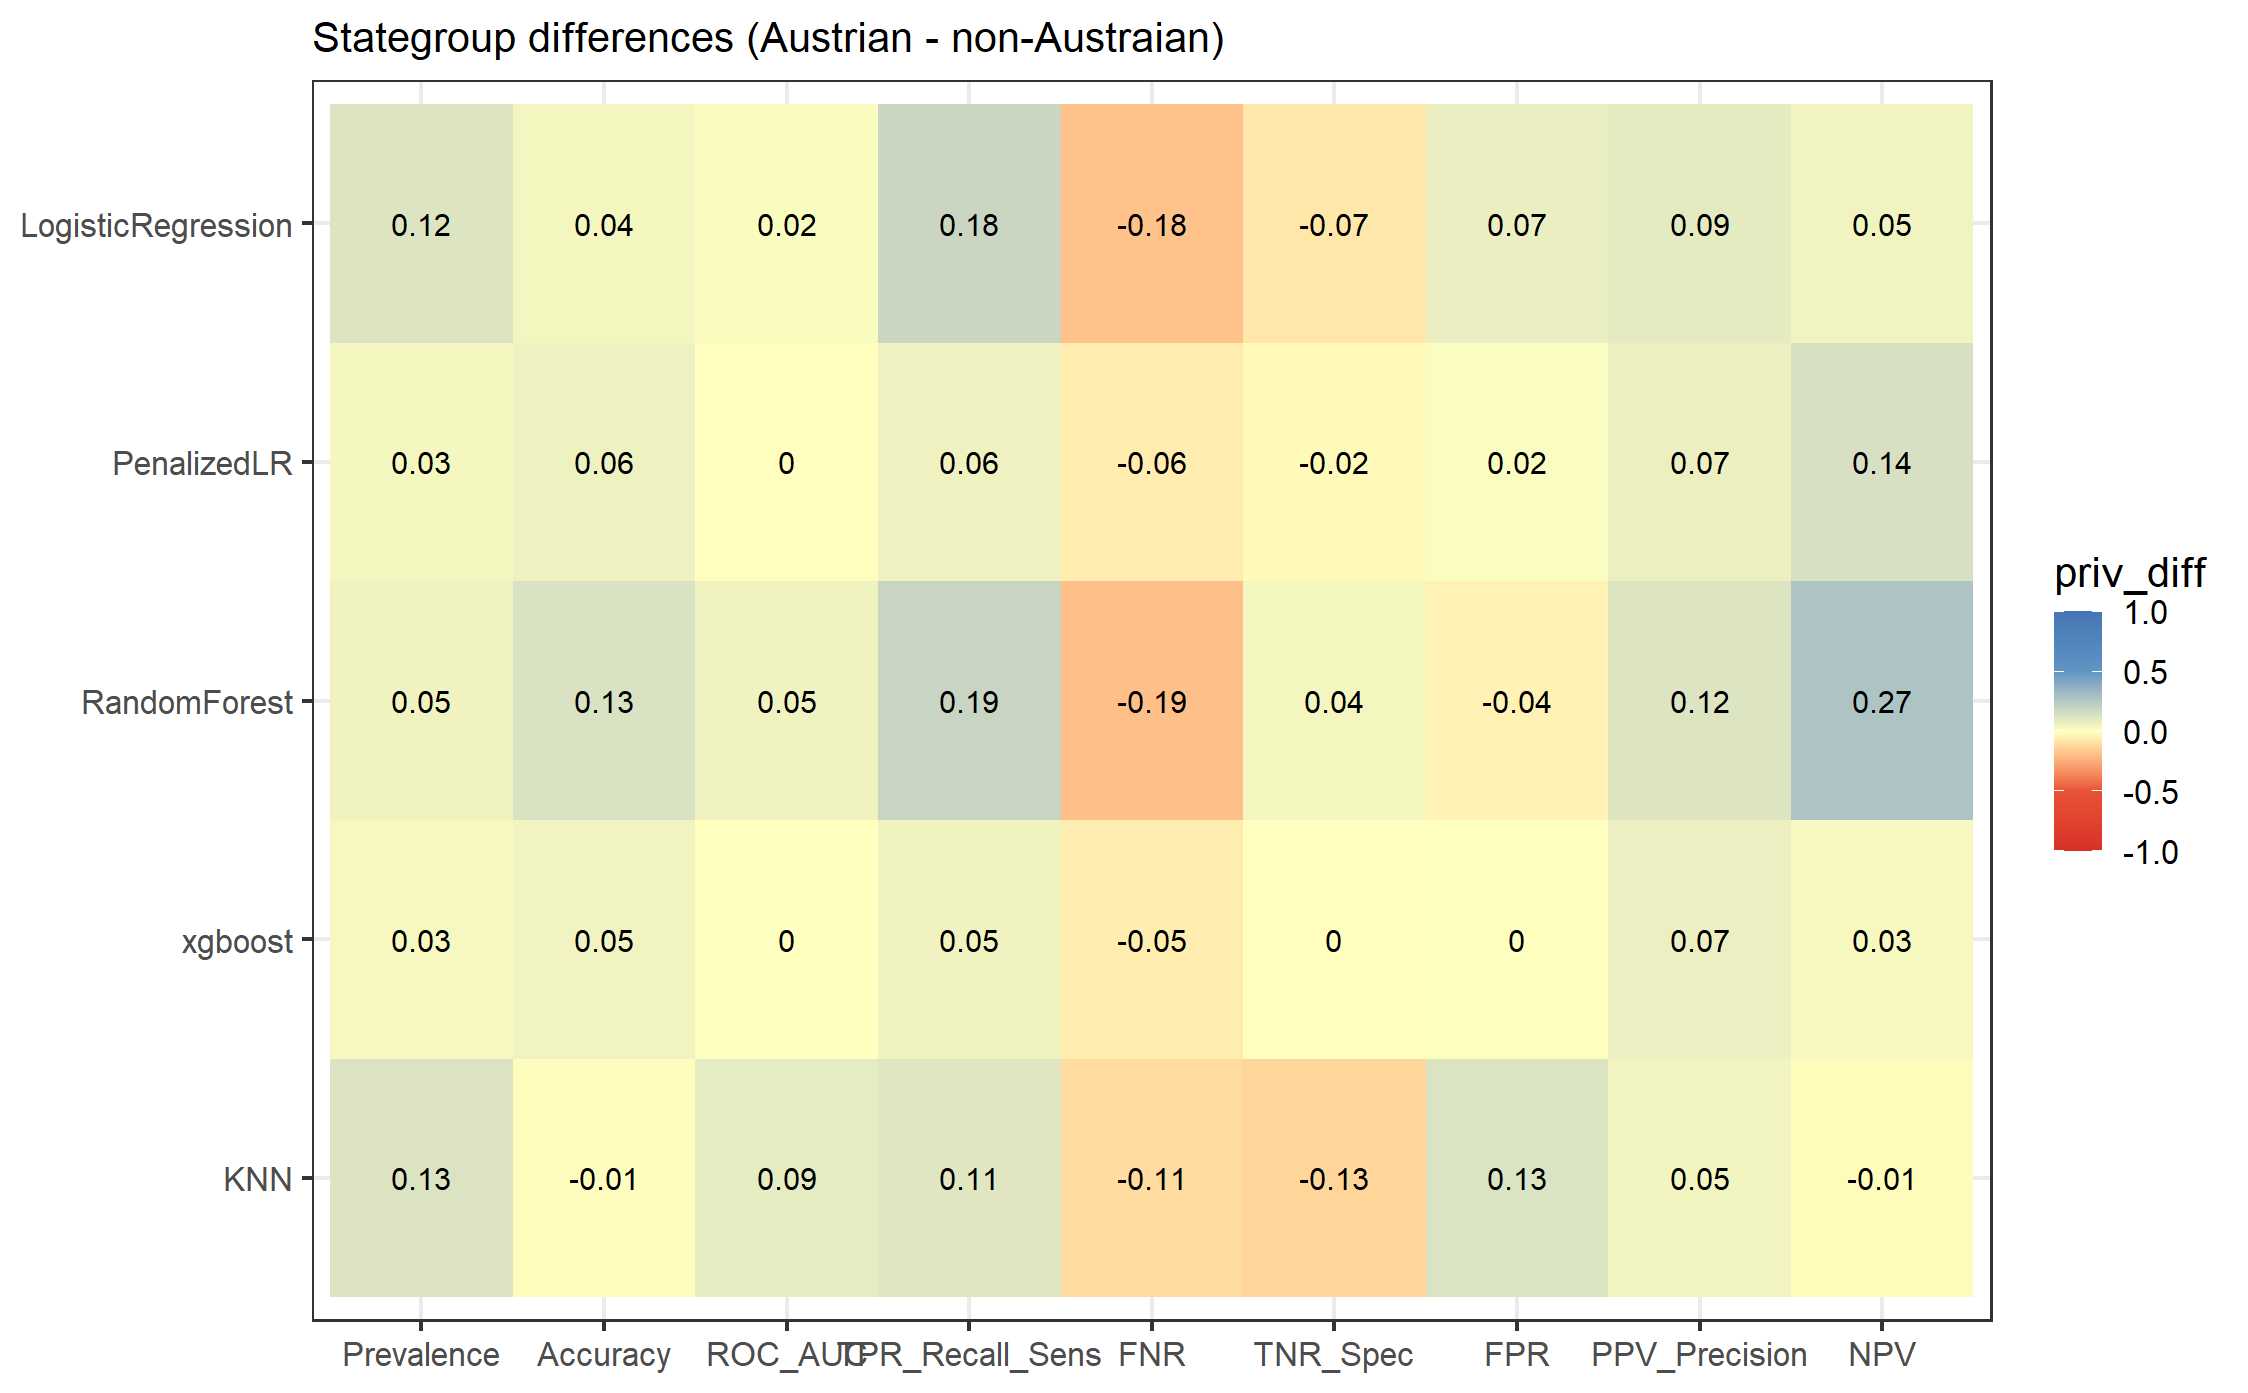 Stategroup differences (Austrian - non-Austraian)
LogisticRegression 0.12 0.04 0.02 0.18 -0.18 -0.07 0.07 0.09 0.05
PenalizedLR 0.03 0.06 0 0.06 -0.06 -0.02 0.02 0.07 0.14
RandomForest 0.05 0.13 0.05 0.19 -0.19 0.04 -0.04 0.12 0.27
xgboost 0.03 0.05 0 0.05 -0.05 0 0 0.07 0.03
KNN 0.13 -0.01 0.09 0.11 -0.11 -0.13 0.13 0.05 -0.01
Prevalence Accuracy ROC_AUC TPR_Recall_Sens FNR TNR_Spec FPR PPV_Precision NPV
priv_diff
1.0
0.5
0.0
-0.5
-1.0